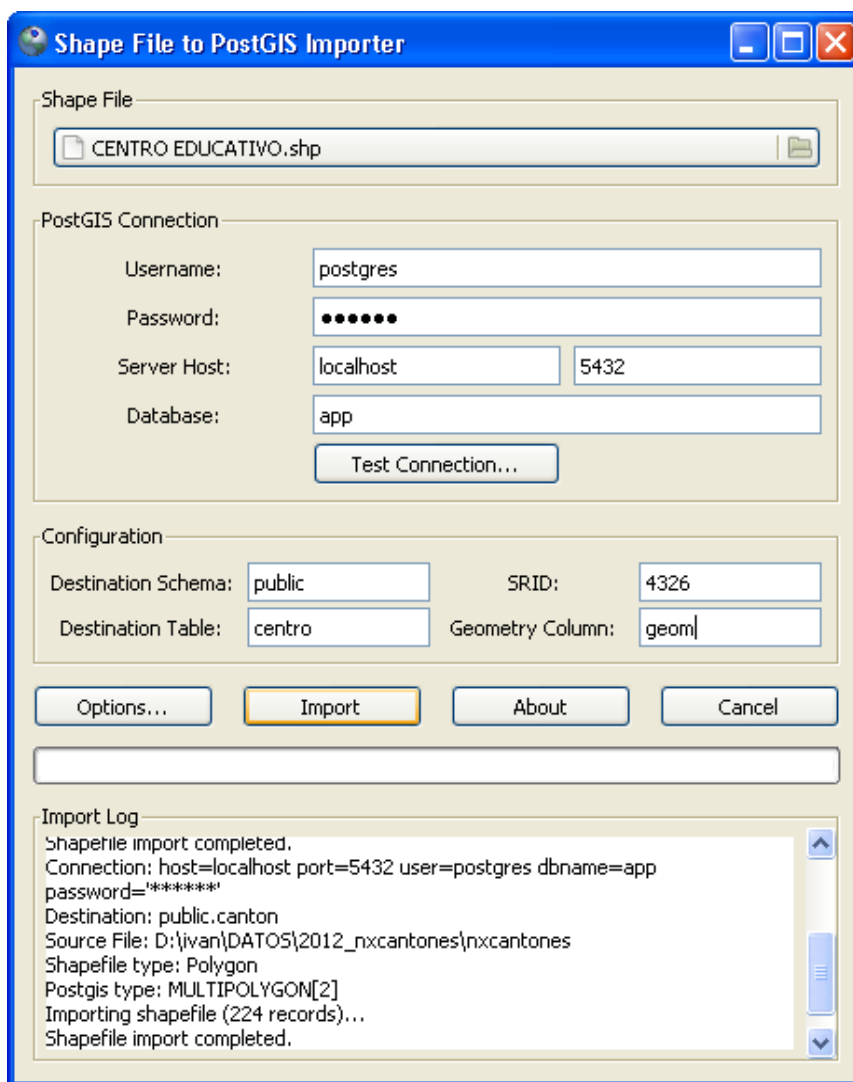 Shape File to PostGIS Importer
Shape File
CENTRO EDUCATIVO.shp
PostGIS Connection
Username: postgres
Password: ●●●●●●
Server Host: localhost 5432
Database: app
Test Connection...
Configuration
Destination Schema: public SRID: 4326
Destination Table: centro Geometry Column: geom
Options... Import About Cancel
Import Log
Shapefile import completed.
Connection: host=localhost port=5432 user=postgres dbname=app
password='******'
Destination: public.canton
Source File: D:\ivan\DATOS\2012_nxcantones\nxcantones
Shapefile type: Polygon
Postgis type: MULTIPOLYGON[2]
Importing shapefile (224 records)...
Shapefile import completed.